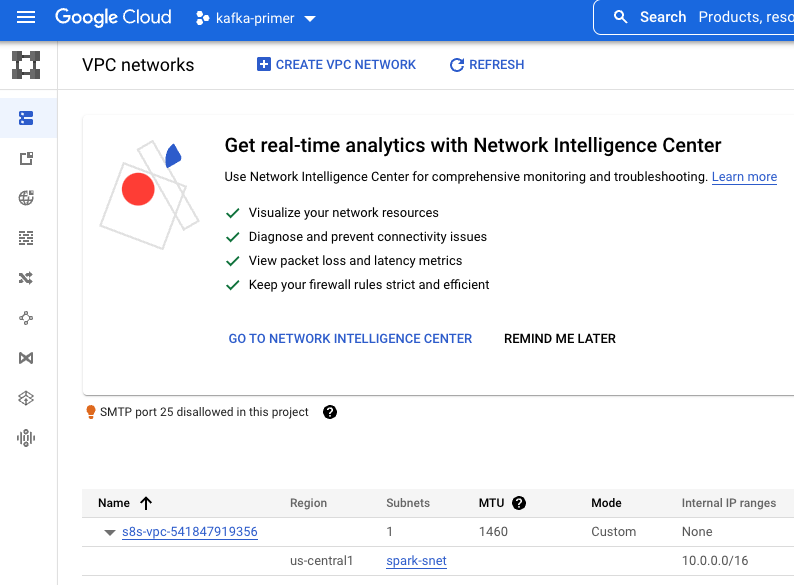 Google Cloud kafka-primer Search Products, reso
VPC networks CREATE VPC NETWORK REFRESH
Get real-time analytics with Network Intelligence Center
Use Network Intelligence Center for comprehensive monitoring and troubleshooting. Learn more
Visualize your network resources
Diagnose and prevent connectivity issues
View packet loss and latency metrics
Keep your firewall rules strict and efficient
GO TO NETWORK INTELLIGENCE CENTER REMIND ME LATER
SMTP port 25 disallowed in this project ?
Name Region Subnets MTU ? Mode Internal IP ranges
s8s-vpc-541847919356 1 1460 Custom None
us-central1 spark-snet 10.0.0.0/16